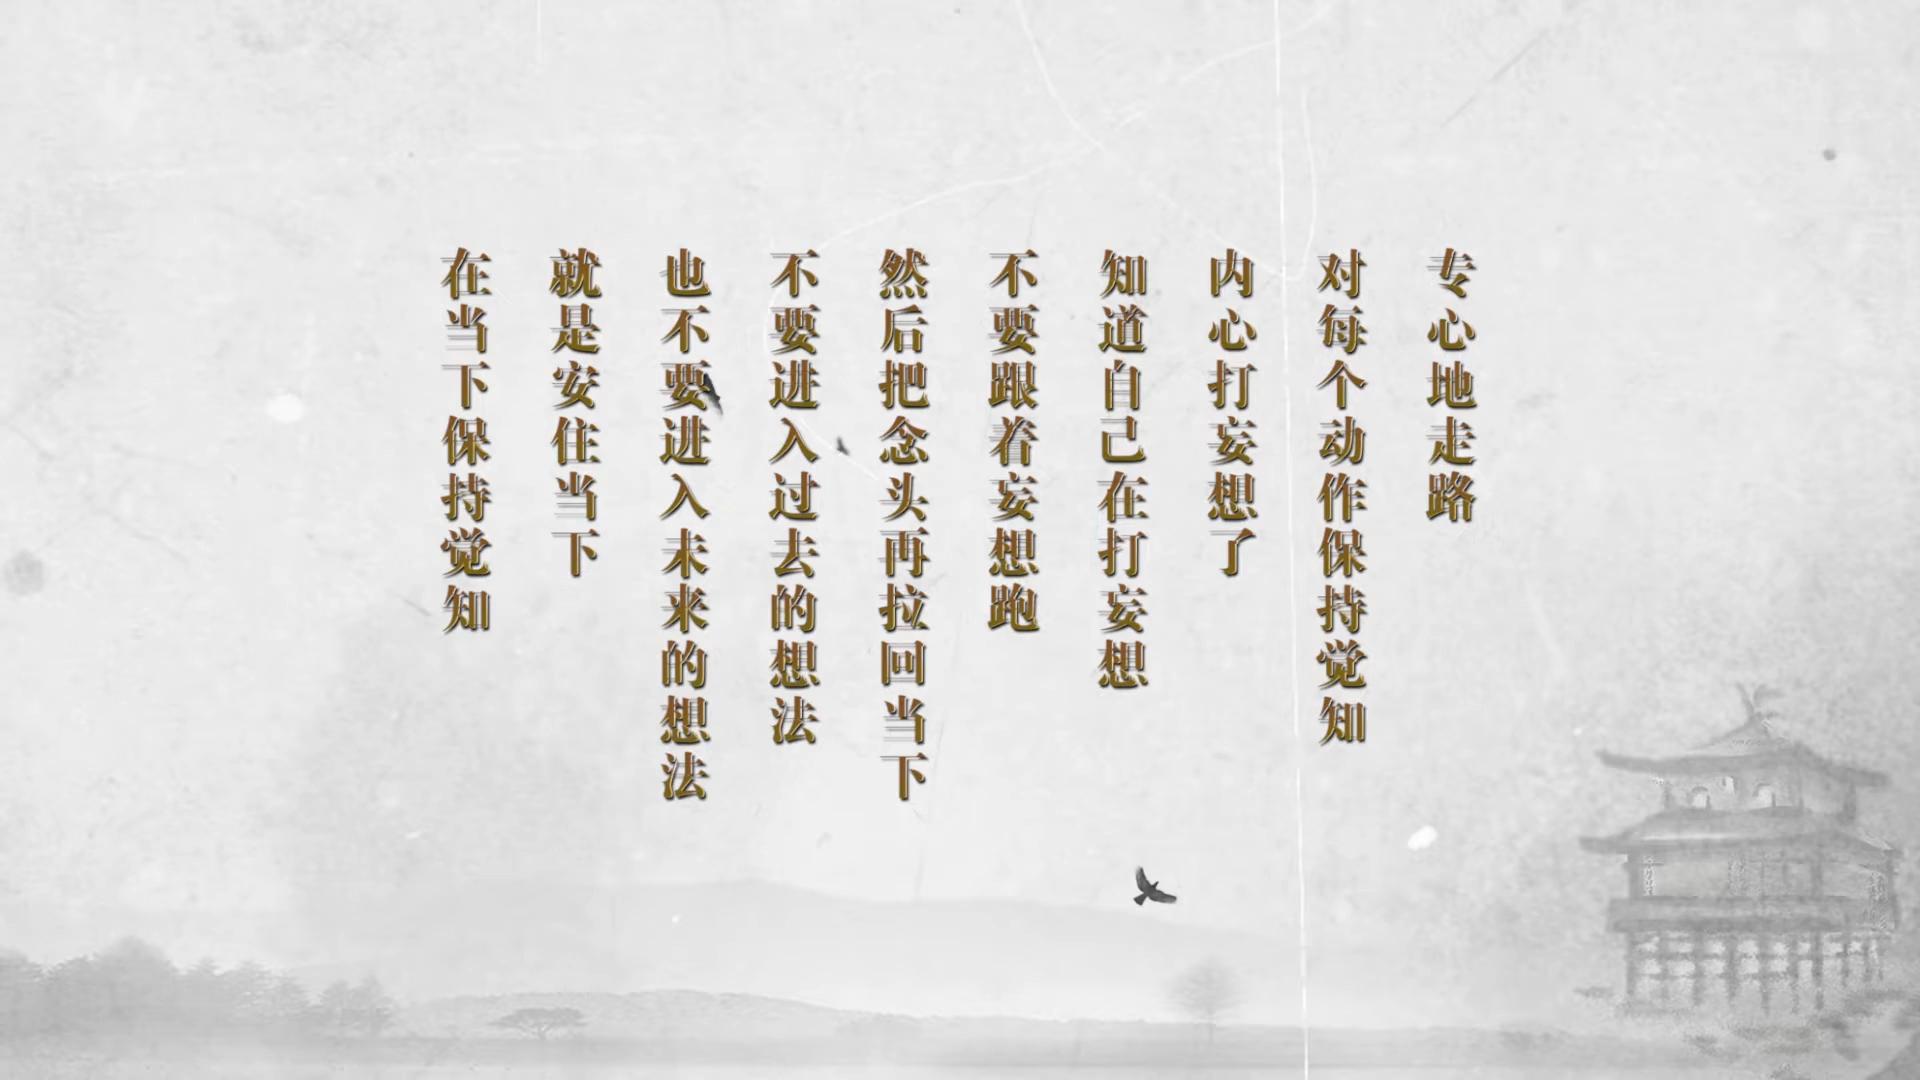 专心地走路
对每个动作保持觉知
内心打妄想了
知道自己在打妄想
不要跟着妄想跑
然后把念头再拉回当下
不要进入过去的想法
也不要进入未来的想法
就是安住当下
在当下保持觉知